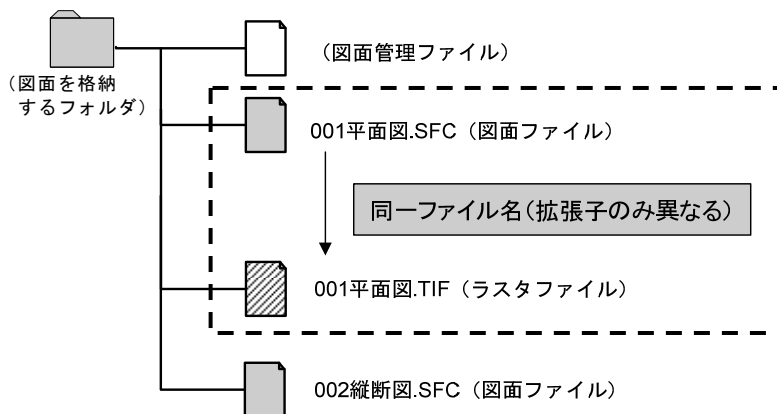 (図面管理ファイル)
(図面を格納
するフォルダ)
001平面図.SFC(図面ファイル)
同一ファイル名(拡張子のみ異なる)
001平面図.TIF(ラスタファイル)
002縦断図.SFC(図面ファイル)